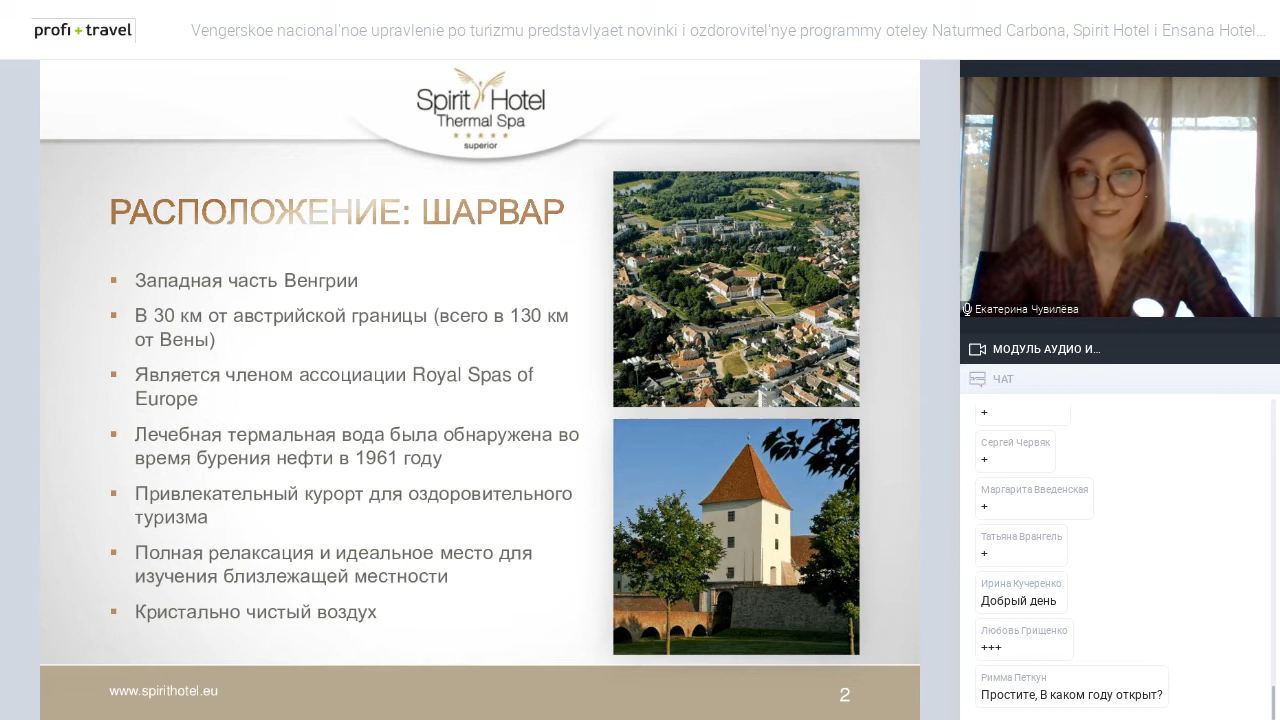 profi + travel
Vengerskoe nacional'noe upravlenie po turizmu predstavlyaet novinki i ozdorovitel'nye programmy oteley Naturmed Carbona, Spirit Hotel i Ensana Hotel...
Spirit Hotel
Thermal Spa
superior
РАСПОЛОЖЕНИЕ: ШАРВАР
Западная часть Венгрии
В 30 км от австрийской границы (всего в 130 км
от Вены)
Является членом ассоциации Royal Spas of
Europe
Лечебная термальная вода была обнаружена во
время бурения нефти в 1961 году
Привлекательный курорт для оздоровительного
туризма
Полная релаксация и идеальное место для
изучения близлежащей местности
Кристально чистый воздух
www.spirithotel.eu
2
Екатерина Чувилёва
МОДУЛЬ АУДИО И...
ЧАТ
+
Сергей Червяк
+
Маргарита Введенская
+
Татьяна Врангель
+
Ирина Кучеренко
Добрый день
Любовь Грищенко
+++
Римма Петкун
Простите, В каком году открыт?